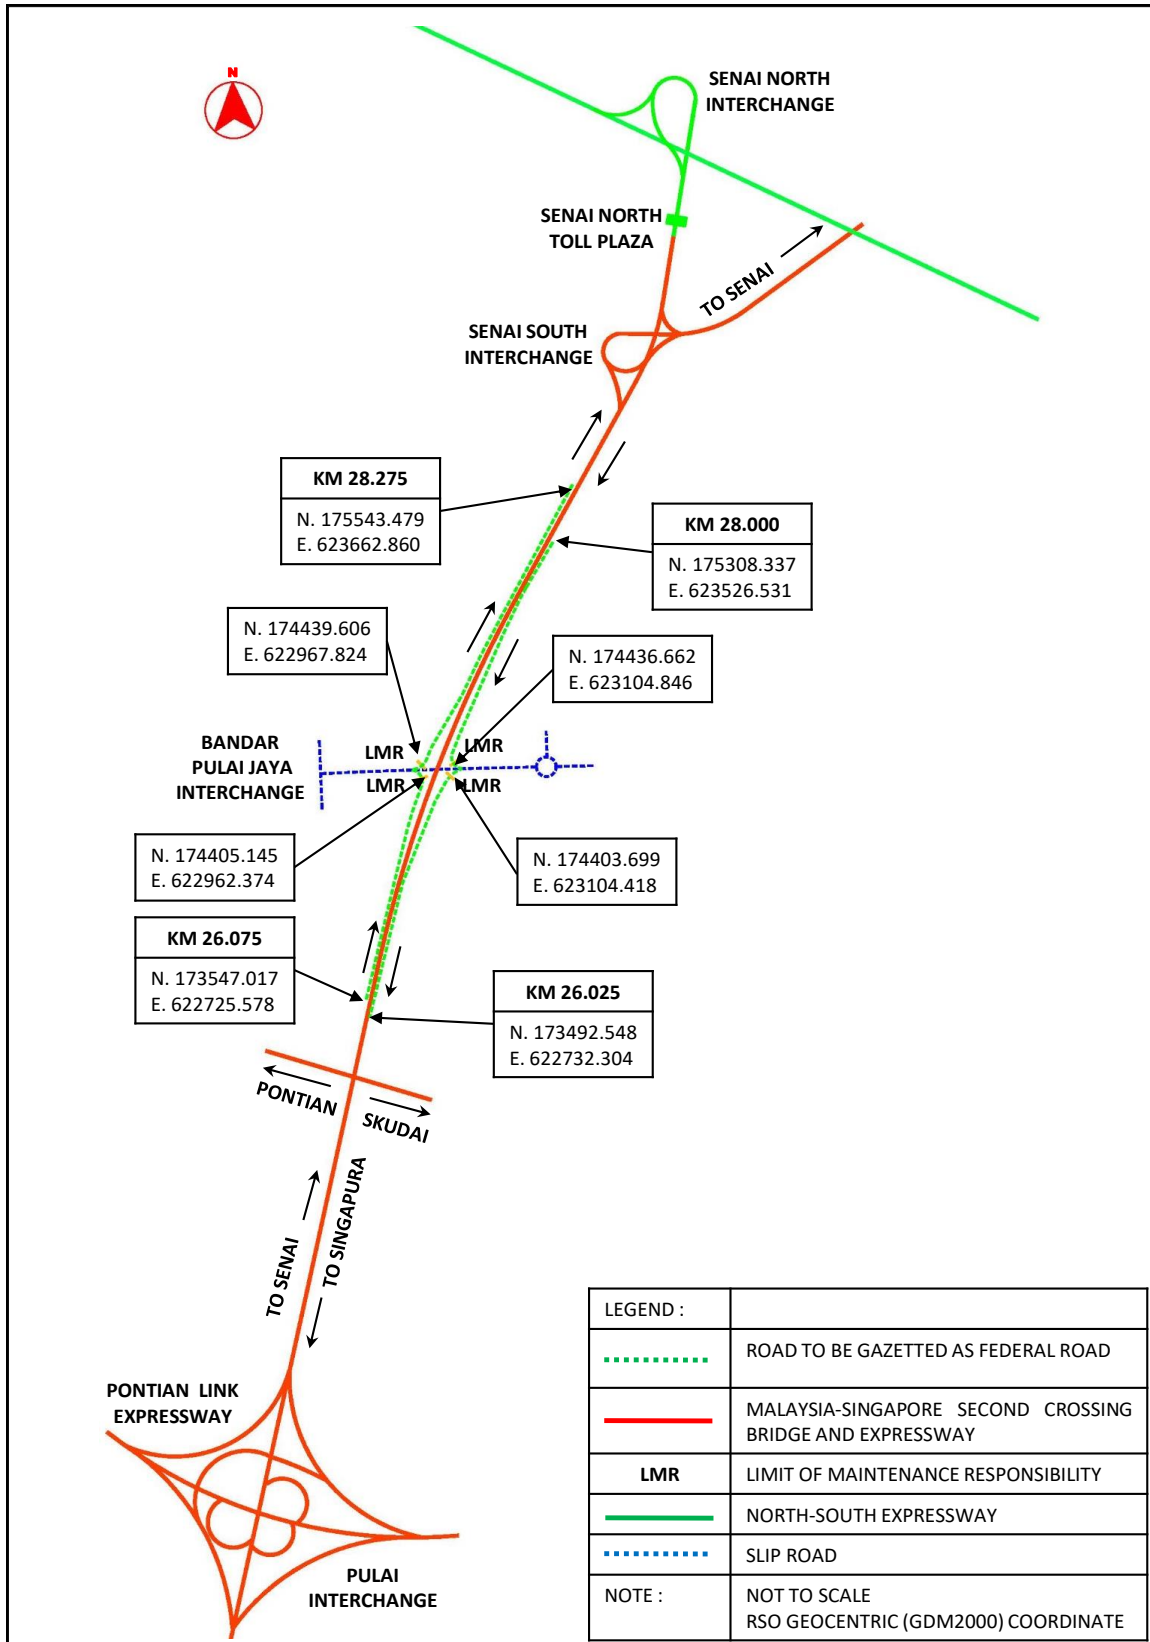 N
SENAI NORTH
INTERCHANGE
SENAI NORTH
TOLL PLAZA
TO SENAI
SENAI SOUTH
INTERCHANGE
KM 28.275
N. 175543.479
E. 623662.860
KM 28.000
N. 175308.337
E. 623526.531
N. 174439.606
E. 622967.824
N. 174436.662
E. 623104.846
BANDAR
PULAI JAYA
INTERCHANGE
LMR
LMR
LMR
LMR
N. 174405.145
E. 622962.374
N. 174403.699
E. 623104.418
KM 26.075
N. 173547.017
E. 622725.578
KM 26.025
N. 173492.548
E. 622732.304
PONTIAN
SKUDAI
TO SENAI
TO SINGAPURA
PONTIAN LINK
EXPRESSWAY
PULAI
INTERCHANGE
LEGEND :
ROAD TO BE GAZETTED AS FEDERAL ROAD
MALAYSIA-SINGAPORE SECOND CROSSING
BRIDGE AND EXPRESSWAY
LMR LIMIT OF MAINTENANCE RESPONSIBILITY
NORTH-SOUTH EXPRESSWAY
SLIP ROAD
NOTE : NOT TO SCALE
RSO GEOCENTRIC (GDM2000) COORDINATE